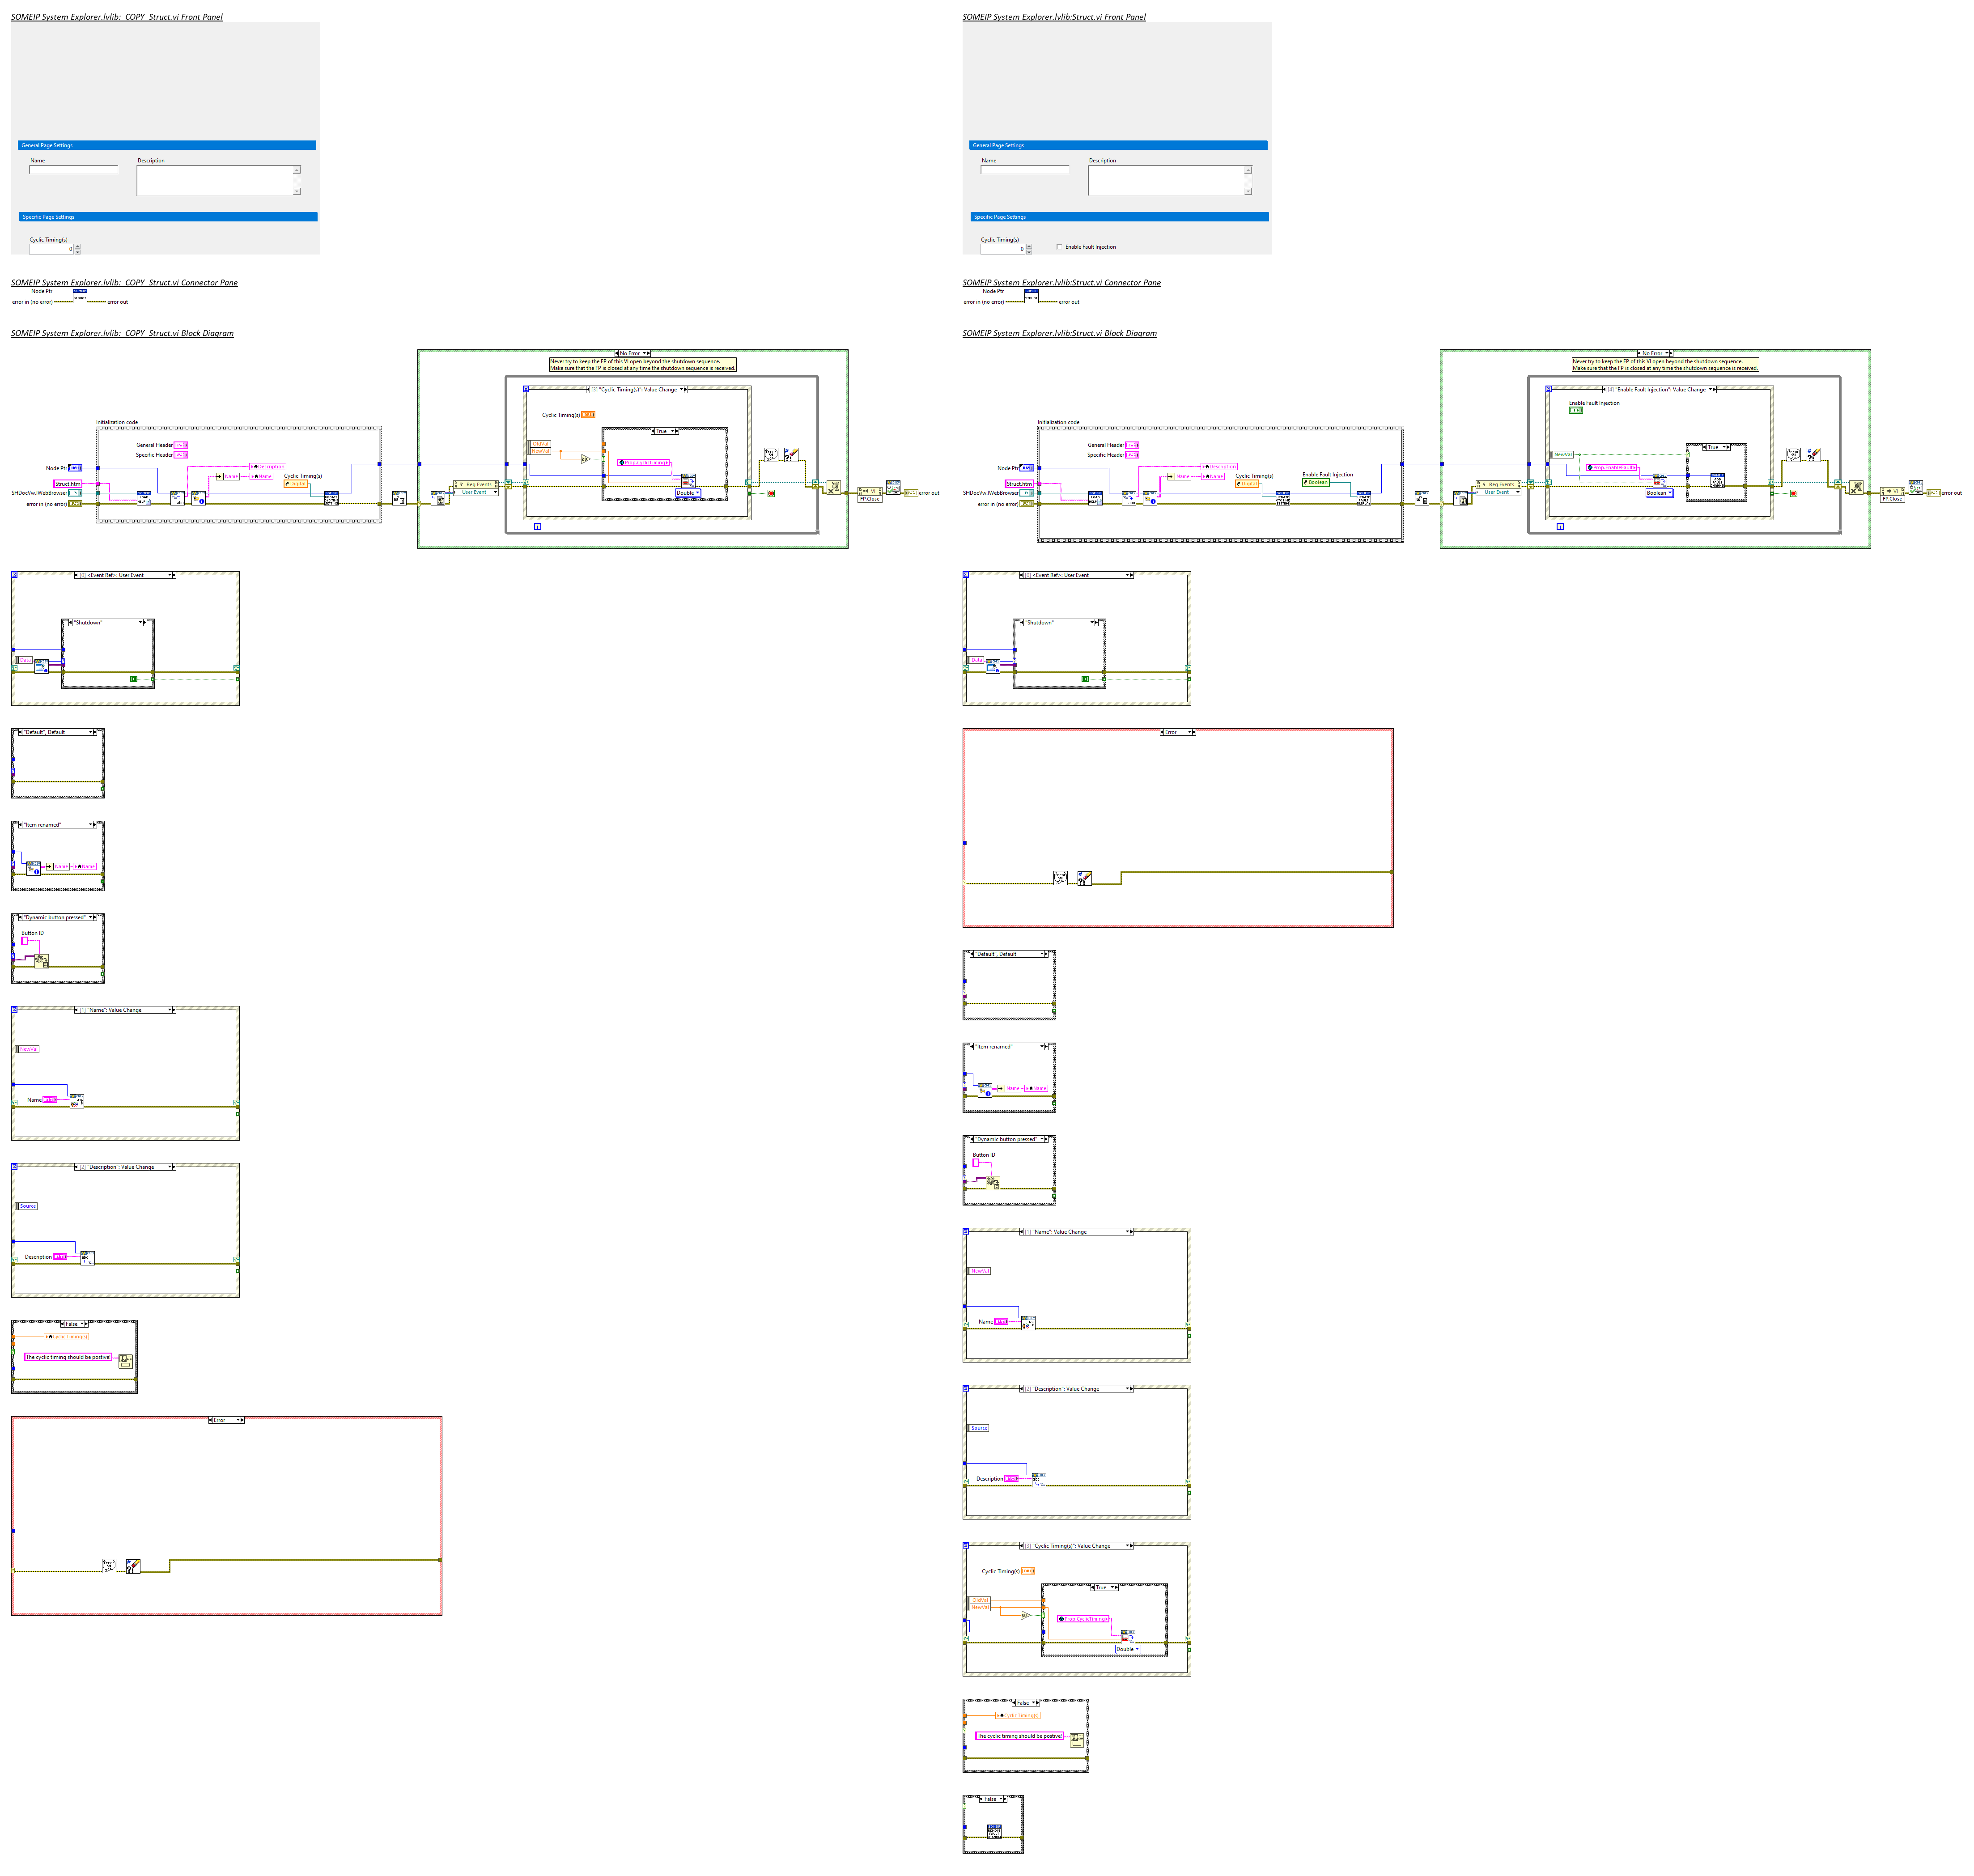 SOMEIP System Explorer.lvlib:_COPY_Struct.vi Front Panel
General Page Settings
Name
Description
Specific Page Settings
Cyclic Timing(s)
0
SOMEIP System Explorer.lvlib:_COPY_Struct.vi Connector Pane
Node Ptr
error in (no error)
error out
SOMEIP System Explorer.lvlib:_COPY_Struct.vi Block Diagram
No Error
Never try to keep the FP of this VI open beyond the shutdown sequence.
Make sure that the FP is closed at any time the shutdown sequence is received.
[3] "Cyclic Timing(s)": Value Change
Cyclic Timing(s)
True
OldVal
NewVal
Prop.CyclicTiming
Double
Initialization code
General Header
Specific Header
Description
Name
Name
Cyclic Timing(s)
Digital
Node Ptr
Struct.htm
SHDocVw.IWebBrowser
error in (no error)
Reg Events
User Event
VI
FP.Close
error out
[0] <Event Ref>: User Event
"Shutdown"
Data
"Default", Default
"Item renamed"
Name
Name
"Dynamic button pressed"
Button ID
[1] "Name": Value Change
NewVal
Name
[2] "Description": Value Change
Source
Description
False
Cyclic Timing(s)
The cyclic timing should be postive!
Error
SOMEIP System Explorer.lvlib:Struct.vi Front Panel
General Page Settings
Name
Description
Specific Page Settings
Cyclic Timing(s)
0
Enable Fault Injection
SOMEIP System Explorer.lvlib:Struct.vi Connector Pane
Node Ptr
error in (no error)
error out
SOMEIP System Explorer.lvlib:Struct.vi Block Diagram
No Error
Never try to keep the FP of this VI open beyond the shutdown sequence.
Make sure that the FP is closed at any time the shutdown sequence is received.
[4] "Enable Fault Injection": Value Change
Enable Fault Injection
True
NewVal
Prop.EnableFault
Boolean
Initialization code
General Header
Specific Header
Description
Name
Name
Cyclic Timing(s)
Digital
Enable Fault Injection
Boolean
Node Ptr
Struct.htm
SHDocVw.IWebBrowser
error in (no error)
Reg Events
User Event
VI
FP.Close
error out
[0] <Event Ref>: User Event
"Shutdown"
Data
Error
"Default", Default
"Item renamed"
Name
Name
"Dynamic button pressed"
Button ID
[1] "Name": Value Change
NewVal
Name
[2] "Description": Value Change
Source
Description
[3] "Cyclic Timing(s)": Value Change
Cyclic Timing(s)
True
OldVal
NewVal
Prop.CyclicTiming
Double
False
Cyclic Timing(s)
The cyclic timing should be postive!
False